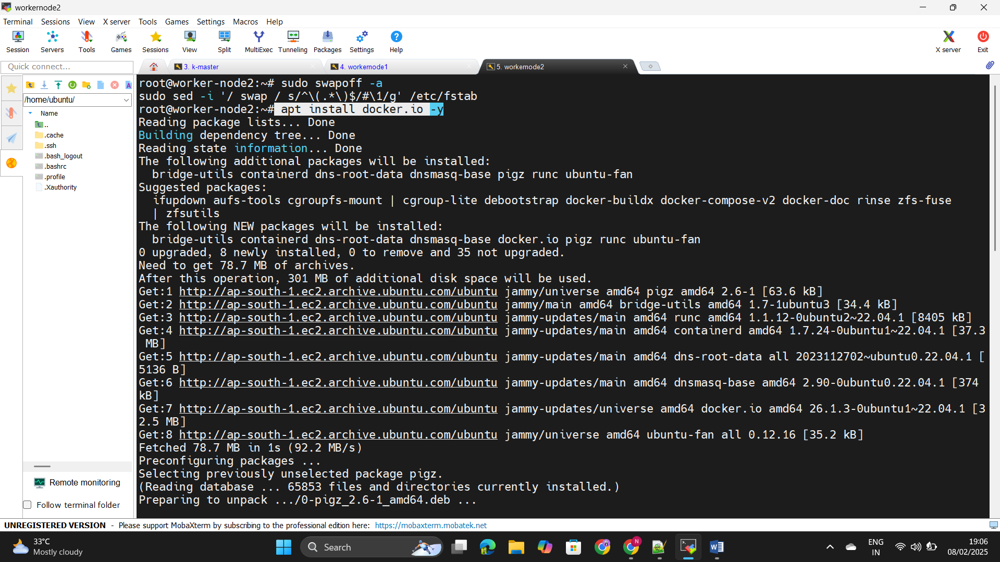 workernode2
Terminal Sessions View X server Tools Games Settings Macros Help
Session Servers Tools Games Sessions View Split MultiExec Tunneling Packages Settings Help X server Exit
Quick connect... 3. k-master 4. workernode1 5. workernode2
/home/ubuntu/
Name
..
.cache
.ssh
.bash_logout
.bashrc
.profile
.Xauthority
Remote monitoring
Follow terminal folder
root@worker-node2:~# sudo swapoff -a
sudo sed -i '/ swap / s/^\(.*\)$/#\1/g' /etc/fstab
root@worker-node2:~# apt install docker.io -y
Reading package lists... Done
Building dependency tree... Done
Reading state information... Done
The following additional packages will be installed:
  bridge-utils containerd dns-root-data dnsmasq-base pigz runc ubuntu-fan
Suggested packages:
  ifupdown aufs-tools cgroupfs-mount | cgroup-lite debootstrap docker-buildx docker-compose-v2 docker-doc rinse zfs-fuse
  | zfsutils
The following NEW packages will be installed:
  bridge-utils containerd dns-root-data dnsmasq-base docker.io pigz runc ubuntu-fan
0 upgraded, 8 newly installed, 0 to remove and 35 not upgraded.
Need to get 78.7 MB of archives.
After this operation, 301 MB of additional disk space will be used.
Get:1 http://ap-south-1.ec2.archive.ubuntu.com/ubuntu jammy/universe amd64 pigz amd64 2.6-1 [63.6 kB]
Get:2 http://ap-south-1.ec2.archive.ubuntu.com/ubuntu jammy/main amd64 bridge-utils amd64 1.7-1ubuntu3 [34.4 kB]
Get:3 http://ap-south-1.ec2.archive.ubuntu.com/ubuntu jammy-updates/main amd64 runc amd64 1.1.12-0ubuntu2~22.04.1 [8405 kB]
Get:4 http://ap-south-1.ec2.archive.ubuntu.com/ubuntu jammy-updates/main amd64 containerd amd64 1.7.24-0ubuntu1~22.04.1 [37.3
 MB]
Get:5 http://ap-south-1.ec2.archive.ubuntu.com/ubuntu jammy-updates/main amd64 dns-root-data all 2023112702~ubuntu0.22.04.1 [
5136 B]
Get:6 http://ap-south-1.ec2.archive.ubuntu.com/ubuntu jammy-updates/main amd64 dnsmasq-base amd64 2.90-0ubuntu0.22.04.1 [374
kB]
Get:7 http://ap-south-1.ec2.archive.ubuntu.com/ubuntu jammy-updates/universe amd64 docker.io amd64 26.1.3-0ubuntu1~22.04.1 [3
2.5 MB]
Get:8 http://ap-south-1.ec2.archive.ubuntu.com/ubuntu jammy/universe amd64 ubuntu-fan all 0.12.16 [35.2 kB]
Fetched 78.7 MB in 1s (92.2 MB/s)
Preconfiguring packages ...
Selecting previously unselected package pigz.
(Reading database ... 65853 files and directories currently installed.)
Preparing to unpack .../0-pigz_2.6-1_amd64.deb ...
UNREGISTERED VERSION - Please support MobaXterm by subscribing to the professional edition here: https://mobaxterm.mobatek.net
33°C
Mostly cloudy
Search
N
ENG
IN
19:06
08/02/2025